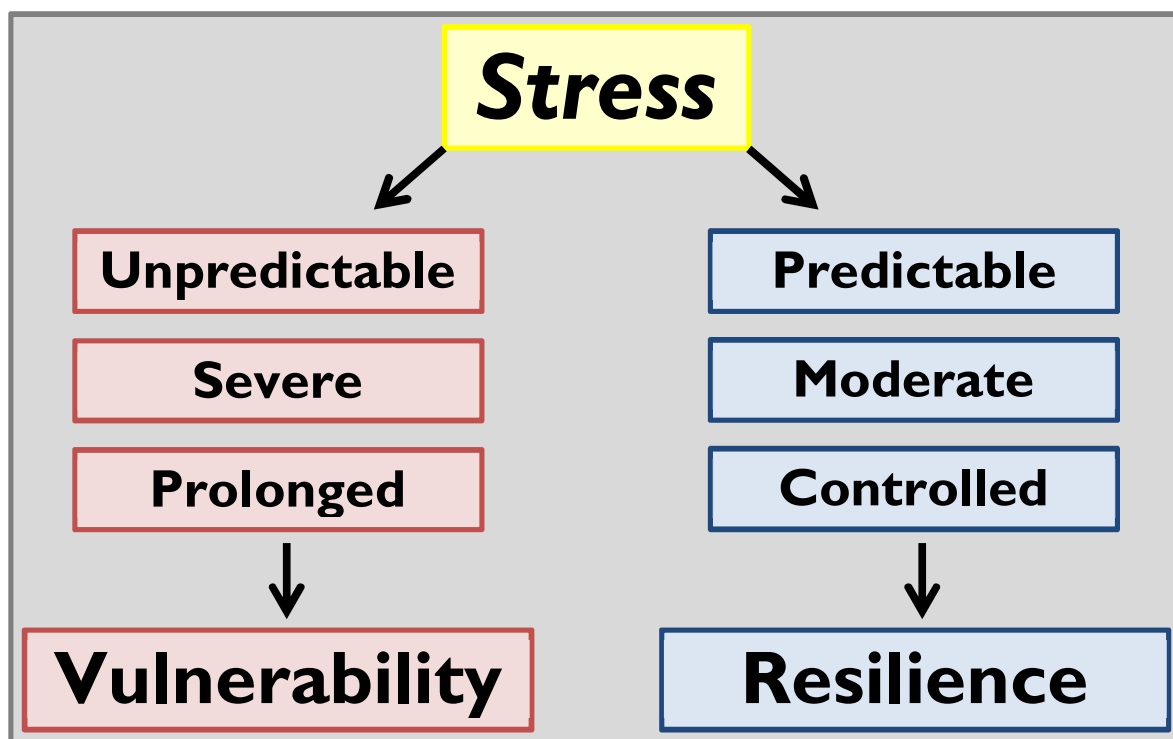 Stress
Unpredictable
Severe
Prolonged
Vulnerability
Predictable
Moderate
Controlled
Resilience